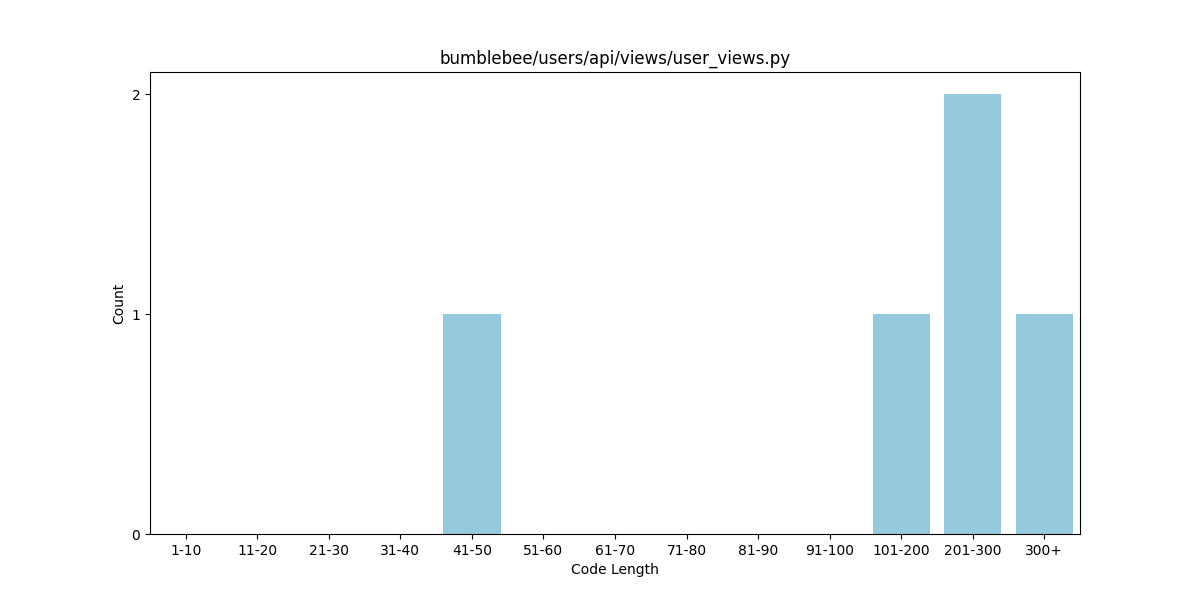 bumblebee/users/api/views/user_views.py
Count
2
1
0
1-10 11-20 21-30 31-40 41-50 51-60 61-70 71-80 81-90 91-100 101-200 201-300 300+
Code Length